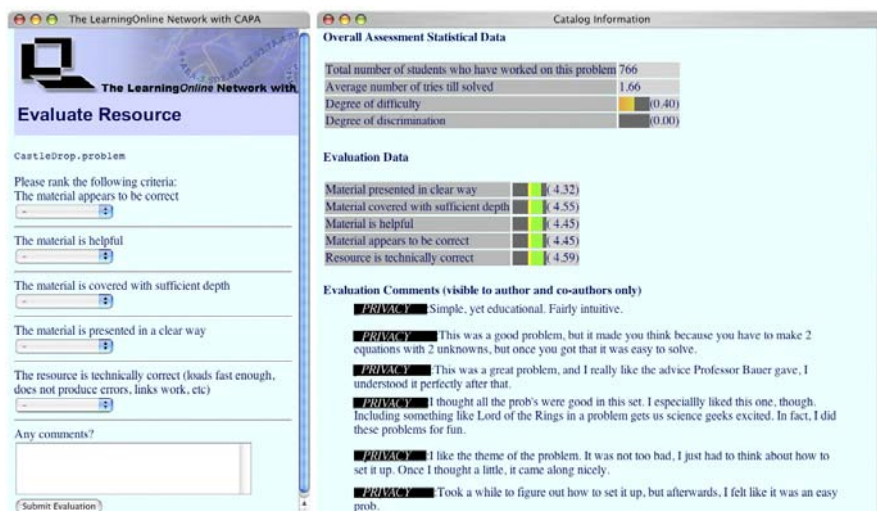 The LearningOnline Network with CAPA
The LearningOnline Network with
Evaluate Resource
CastleDrop.problem
Please rank the following criteria:
The material appears to be correct
-
The material is helpful
-
The material is covered with sufficient depth
-
The material is presented in a clear way
-
The resource is technically correct (loads fast enough,
does not produce errors, links work, etc)
-
Any comments?
Submit Evaluation
Catalog Information
Overall Assessment Statistical Data
Total number of students who have worked on this problem 766
Average number of tries till solved 1.66
Degree of difficulty (0.40)
Degree of discrimination (0.00)
Evaluation Data
Material presented in clear way ( 4.32)
Material covered with sufficient depth ( 4.55)
Material is helpful ( 4.45)
Material appears to be correct ( 4.45)
Resource is technically correct ( 4.59)
Evaluation Comments (visible to author and co-authors only)
PRIVACY :Simple, yet educational. Fairly intuitive.
PRIVACY :This was a good problem, but it made you think because you have to make 2
equations with 2 unknowns, but once you got that it was easy to solve.
PRIVACY :This was a great problem, and I really like the advice Professor Bauer gave, I
understood it perfectly after that.
PRIVACY :I thought all the prob's were good in this set. I especiallly liked this one, though.
Including something like Lord of the Rings in a problem gets us science geeks excited. In fact, I did
these problems for fun.
PRIVACY :I like the theme of the problem. It was not too bad, I just had to think about how to
set it up. Once I thought a little, it came along nicely.
PRIVACY :Took a while to figure out how to set it up, but afterwards, I felt like it was an easy
prob.